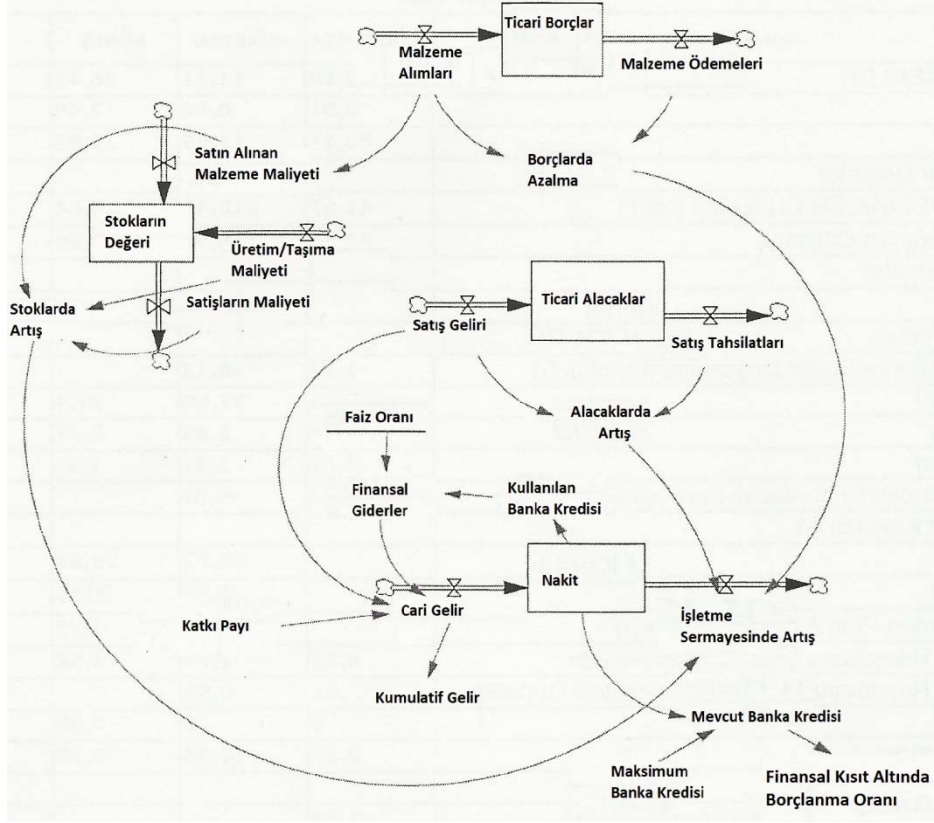 Ticari Borçlar
Malzeme
Alımları
Malzeme Ödemeleri
Satın Alınan
Malzeme Maliyeti
Borçlarda
Azalma
Stokların
Değeri
Üretim/Taşıma
Maliyeti
Stoklarda
Artış
Satişların Maliyeti
Ticari Alacaklar
Satış Geliri
Satış Tahsilatları
Alacaklarda
Artış
Faiz Oranı
Finansal
Giderler
Kullanılan
Banka Kredisi
Nakit
Cari Gelir
İşletme
Sermayesinde Artış
Katkı Payı
Kumulatif Gelir
Mevcut Banka Kredisi
Maksimum
Banka Kredisi
Finansal Kısıt Altında
Borçlanma Oranı